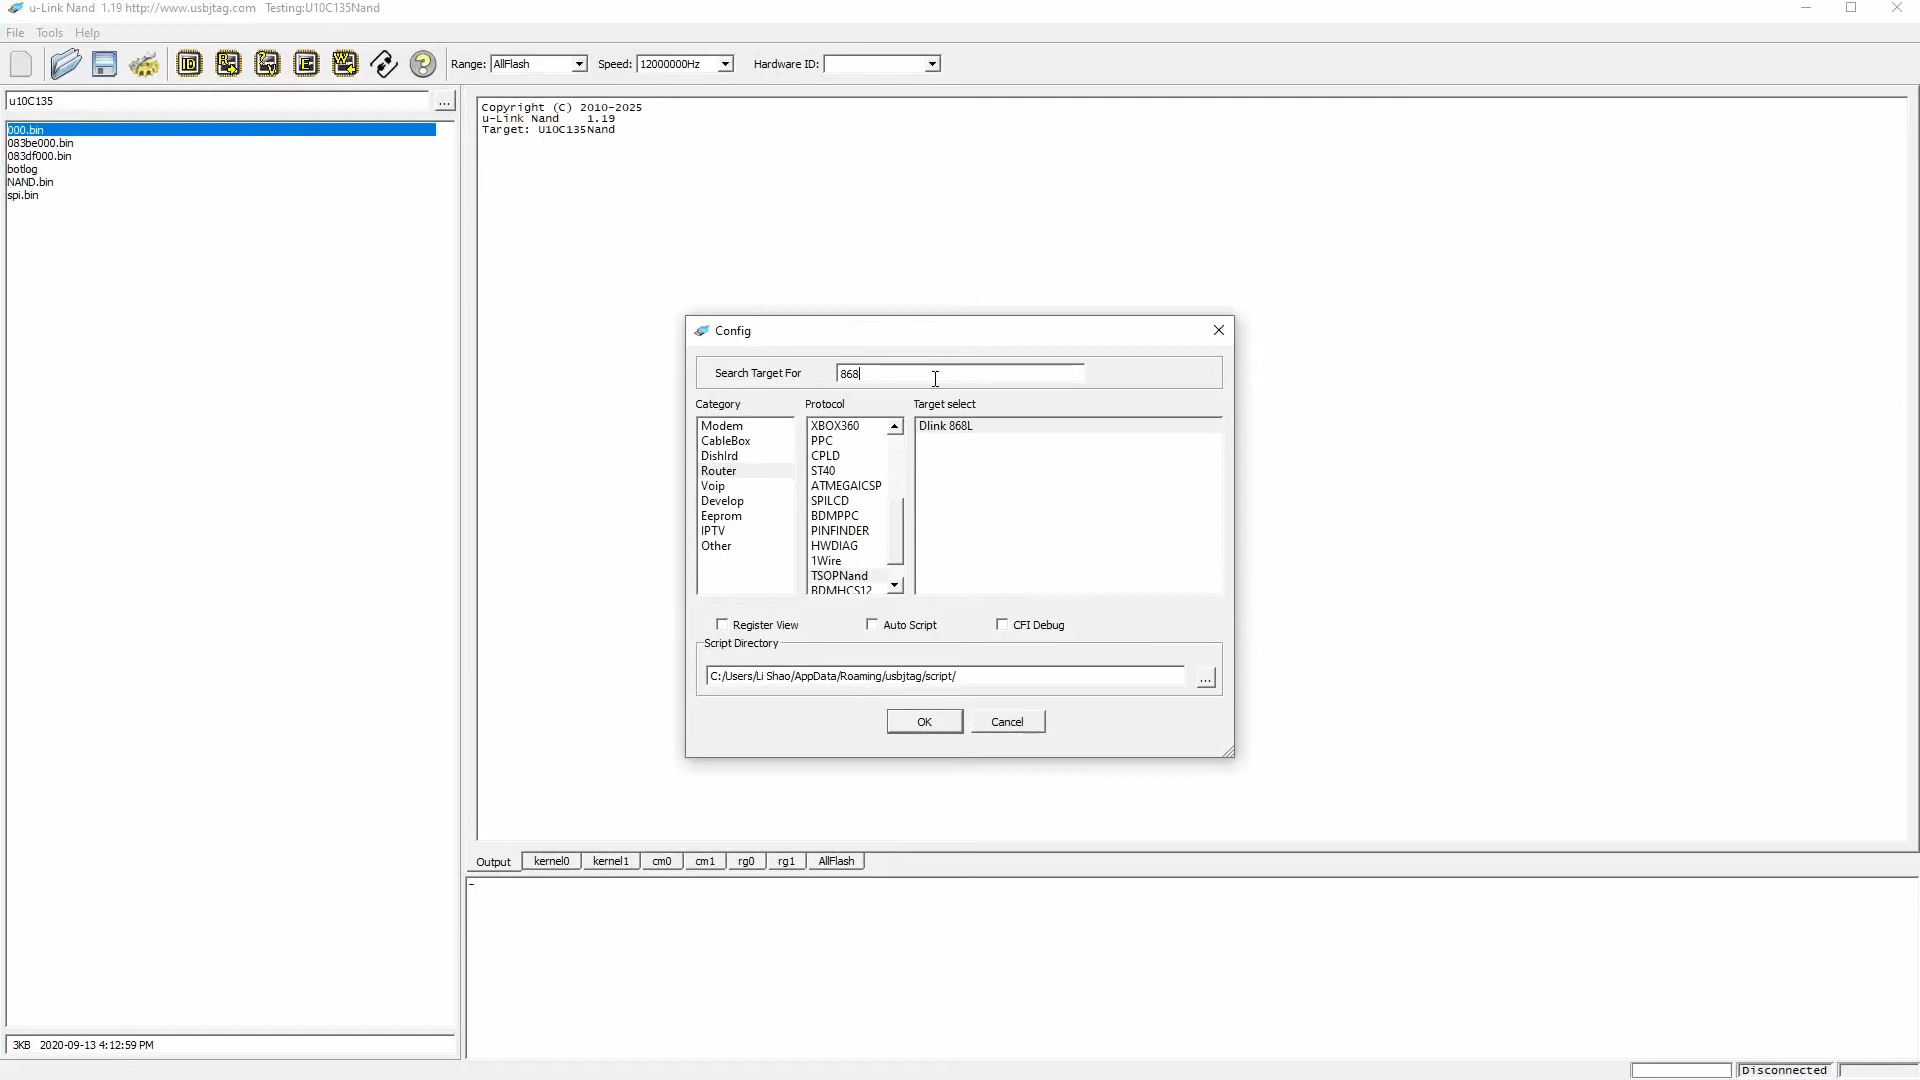 u-Link Nand 1.19 http://www.usbjtag.com Testing:U10C135Nand
File Tools Help
ID R V E W ? Range: AllFlash Speed: 12000000Hz Hardware ID:
u10C135 ...
000.bin
083be000.bin
083df000.bin
botlog
NAND.bin
spi.bin
3KB 2020-09-13 4:12:59 PM
Copyright (C) 2010-2025
u-Link Nand 1.19
Target: U10C135Nand
Config
Search Target For 868
Category Protocol Target select
Modem XBOX360 Dlink 868L
CableBox PPC
DishIrd CPLD
Router ST40
Voip ATMEGAICSP
Develop SPILCD
Eeprom BDMPPC
IPTV PINFINDER
Other HWDIAG
1Wire
TSOPNand
BDMHCS12
Register View Auto Script CFI Debug
Script Directory
C:/Users/Li Shao/AppData/Roaming/usbjtag/script/ ...
OK Cancel
Output kernel0 kernel1 cm0 cm1 rg0 rg1 AllFlash
-
Disconnected